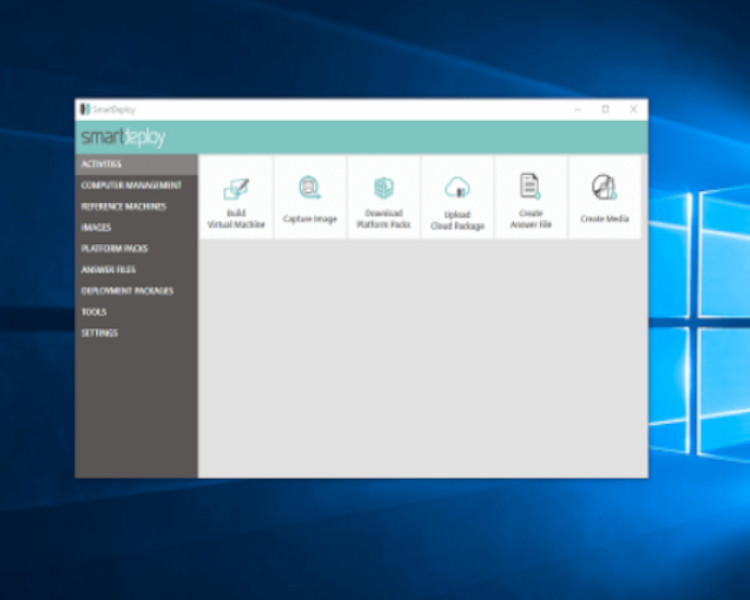 SmartDeploy
smartdeploy
ACTIVITIES
COMPUTER MANAGEMENT
REFERENCE MACHINES
IMAGES
PLATFORM PACKS
ANSWER FILES
DEPLOYMENT PACKAGES
TOOLS
SETTINGS
Build
Virtual Machine
Capture Image
Download
Platform Packs
Upload
Cloud Package
Create
Answer File
Create Media